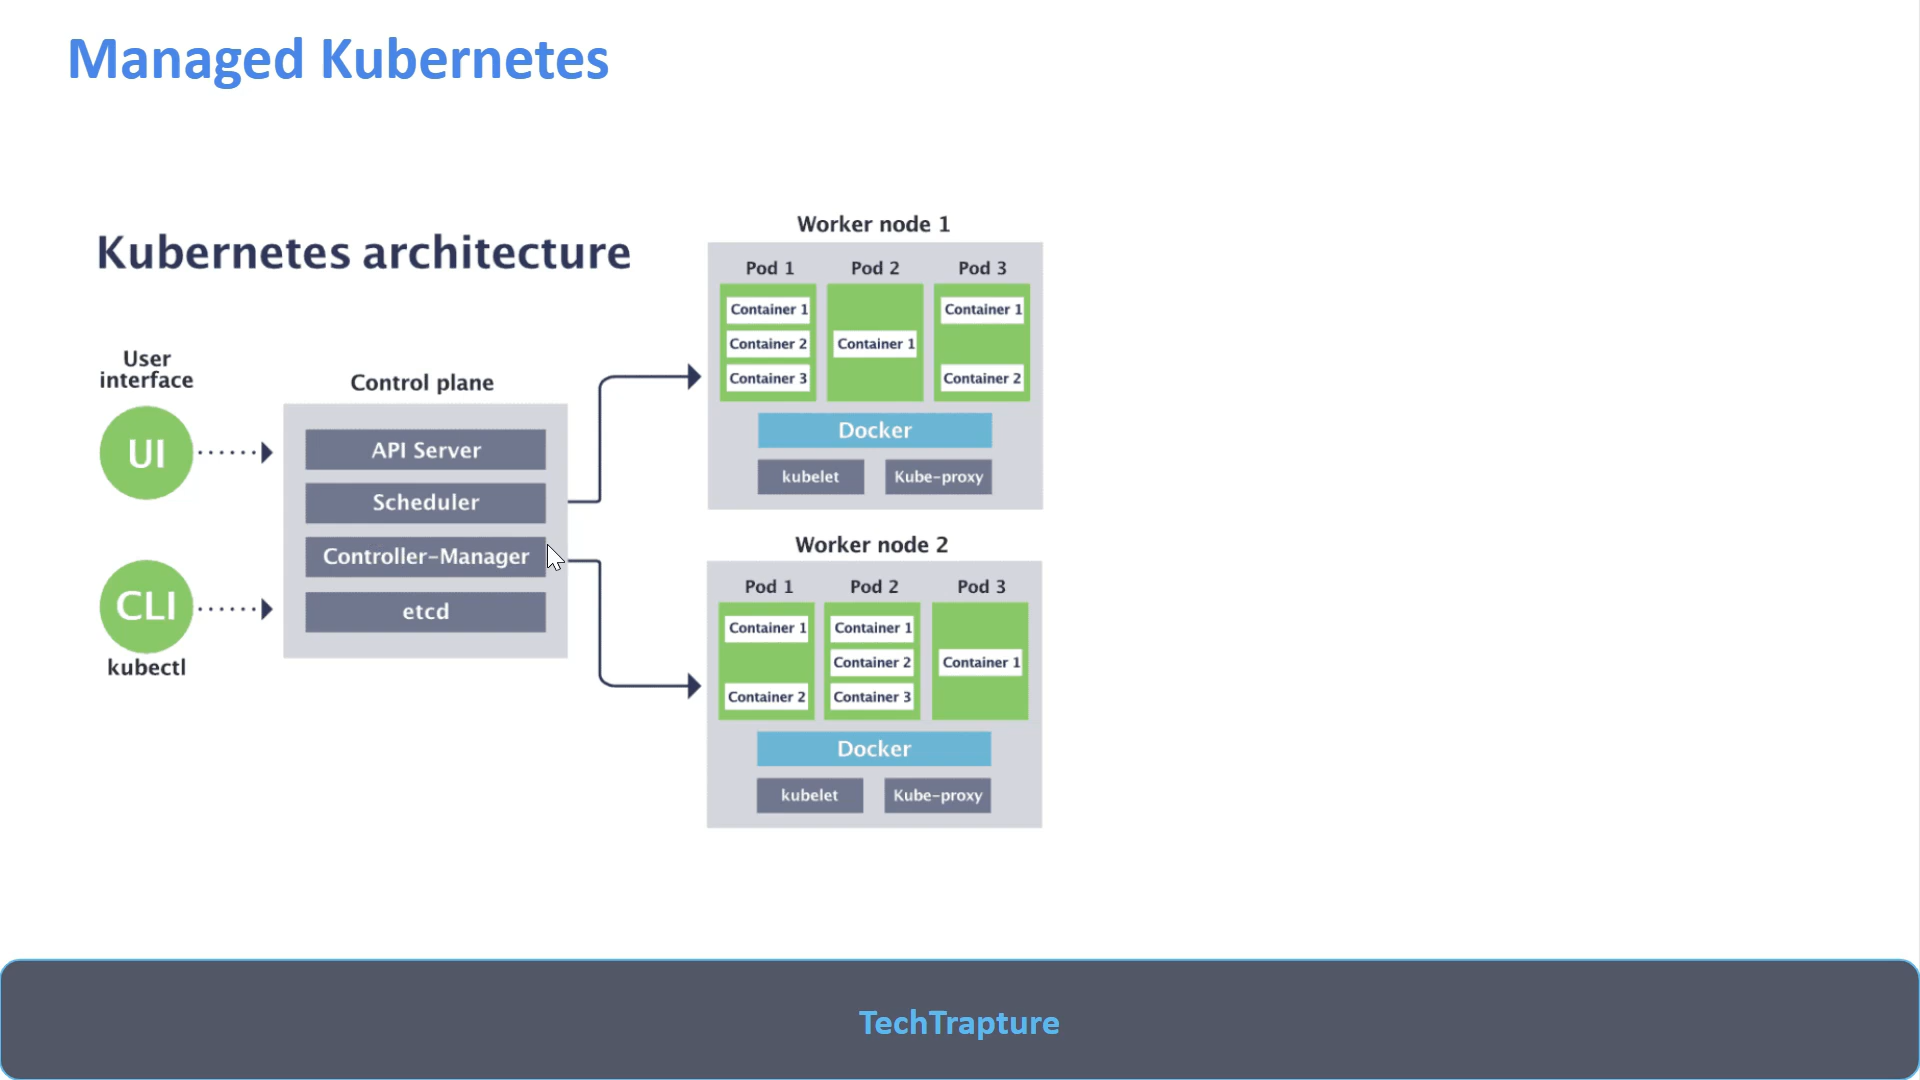 Managed Kubernetes
Kubernetes architecture
User
interface
UI
CLI
kubectl
Control plane
API Server
Scheduler
Controller-Manager
etcd
Worker node 1
Pod 1
Pod 2
Pod 3
Container 1
Container 2
Container 3
Container 1
Container 1
Container 2
Docker
kubelet
Kube-proxy
Worker node 2
Pod 1
Pod 2
Pod 3
Container 1
Container 2
Container 1
Container 2
Container 3
Container 1
Docker
kubelet
Kube-proxy
TechTrapture